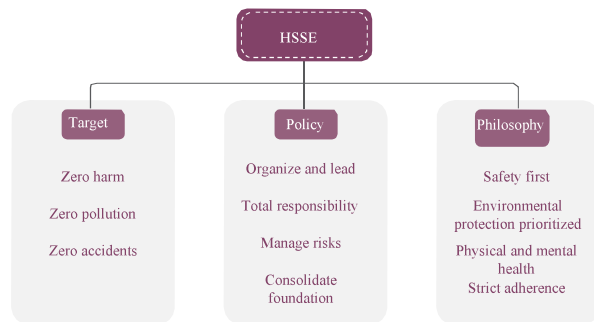 HSSE
Target
Zero harm
Zero pollution
Zero accidents
Policy
Organize and lead
Total responsibility
Manage risks
Consolidate
foundation
Philosophy
Safety first
Environmental
protection prioritized
Physical and mental
health
Strict adherence